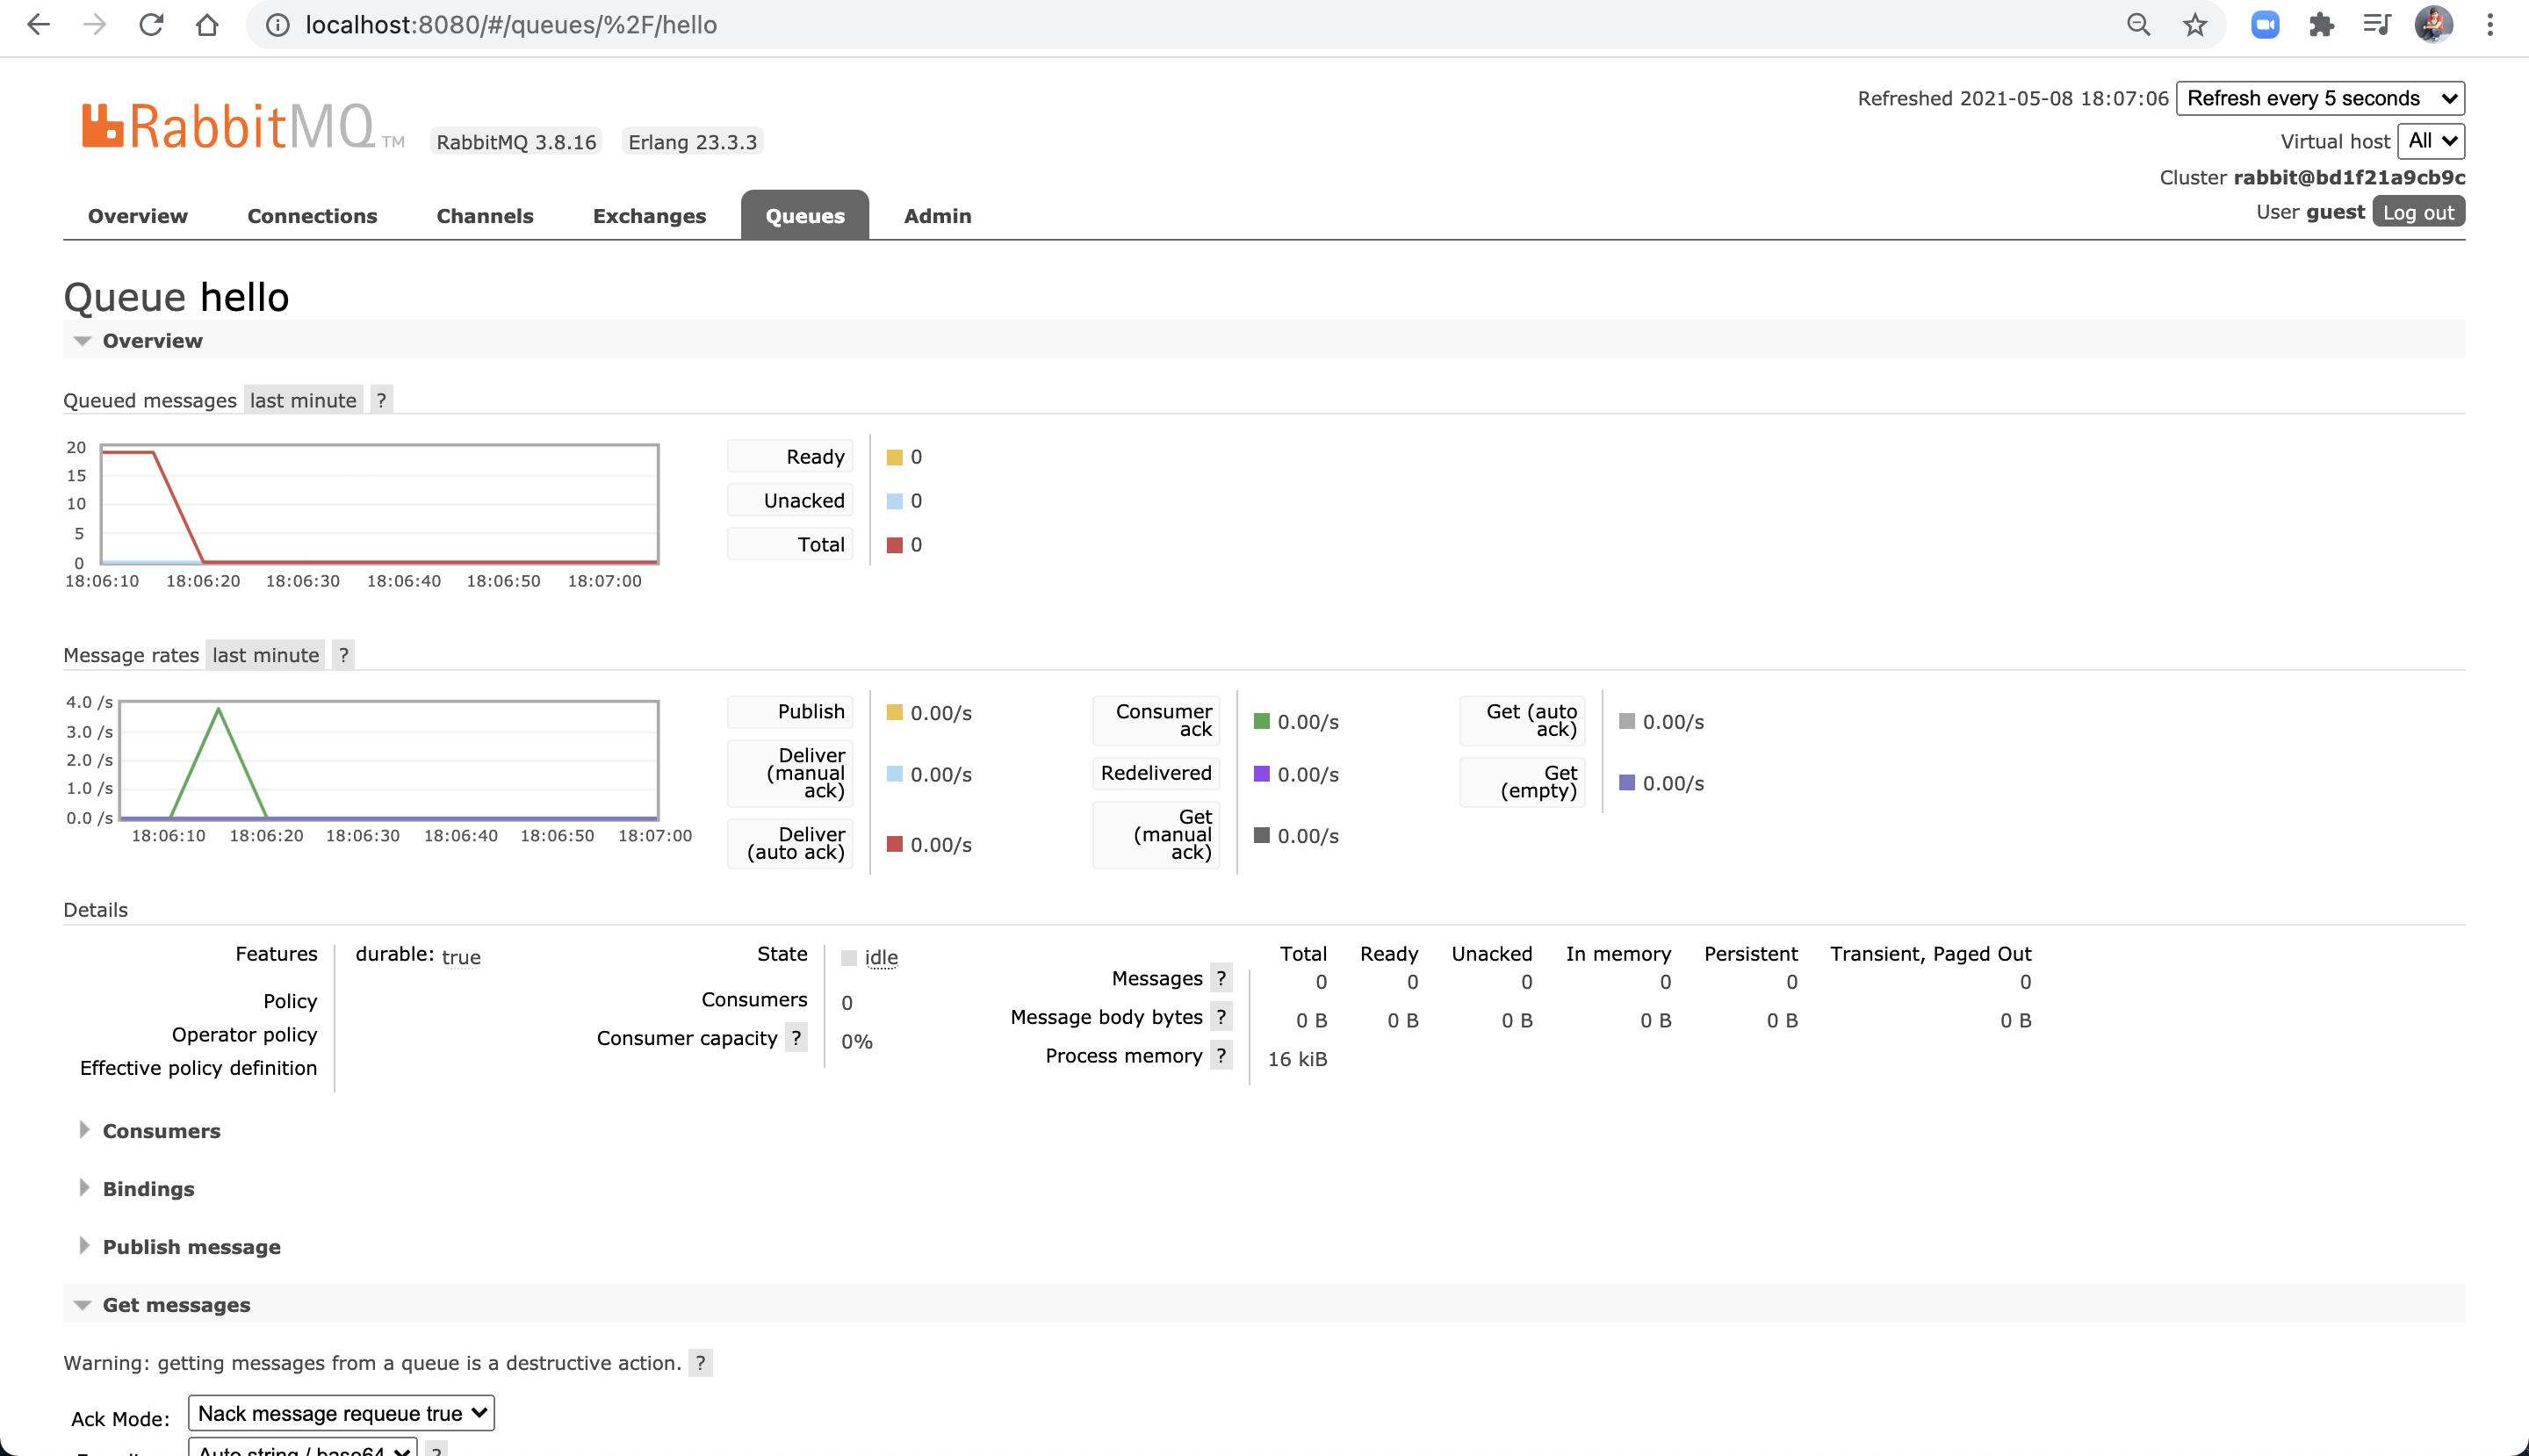 localhost:8080/#/queues/%2F/hello
Refreshed 2021-05-08 18:07:06 Refresh every 5 seconds
RabbitMQ TM RabbitMQ 3.8.16 Erlang 23.3.3
Virtual host All
Cluster rabbit@bd1f21a9cb9c
User guest Log out
Overview Connections Channels Exchanges Queues Admin
Queue hello
Overview
Queued messages last minute ?
20
15
10
5
0
18:06:10 18:06:20 18:06:30 18:06:40 18:06:50 18:07:00
Ready 0
Unacked 0
Total 0
Message rates last minute ?
4.0 /s
3.0 /s
2.0 /s
1.0 /s
0.0 /s
18:06:10 18:06:20 18:06:30 18:06:40 18:06:50 18:07:00
Publish 0.00/s
Deliver
(manual 0.00/s
ack)
Deliver
(auto ack) 0.00/s
Consumer
ack 0.00/s
Redelivered 0.00/s
Get
(manual 0.00/s
ack)
Get (auto
ack) 0.00/s
Get
(empty) 0.00/s
Details
Features durable: true
Policy
Operator policy
Effective policy definition
State idle
Consumers 0
Consumer capacity ? 0%
Total Ready Unacked In memory Persistent Transient, Paged Out
Messages ? 0 0 0 0 0 0
Message body bytes ? 0 B 0 B 0 B 0 B 0 B 0 B
Process memory ? 16 kiB
Consumers
Bindings
Publish message
Get messages
Warning: getting messages from a queue is a destructive action. ?
Ack Mode: Nack message requeue true
Auto string / base64 ?